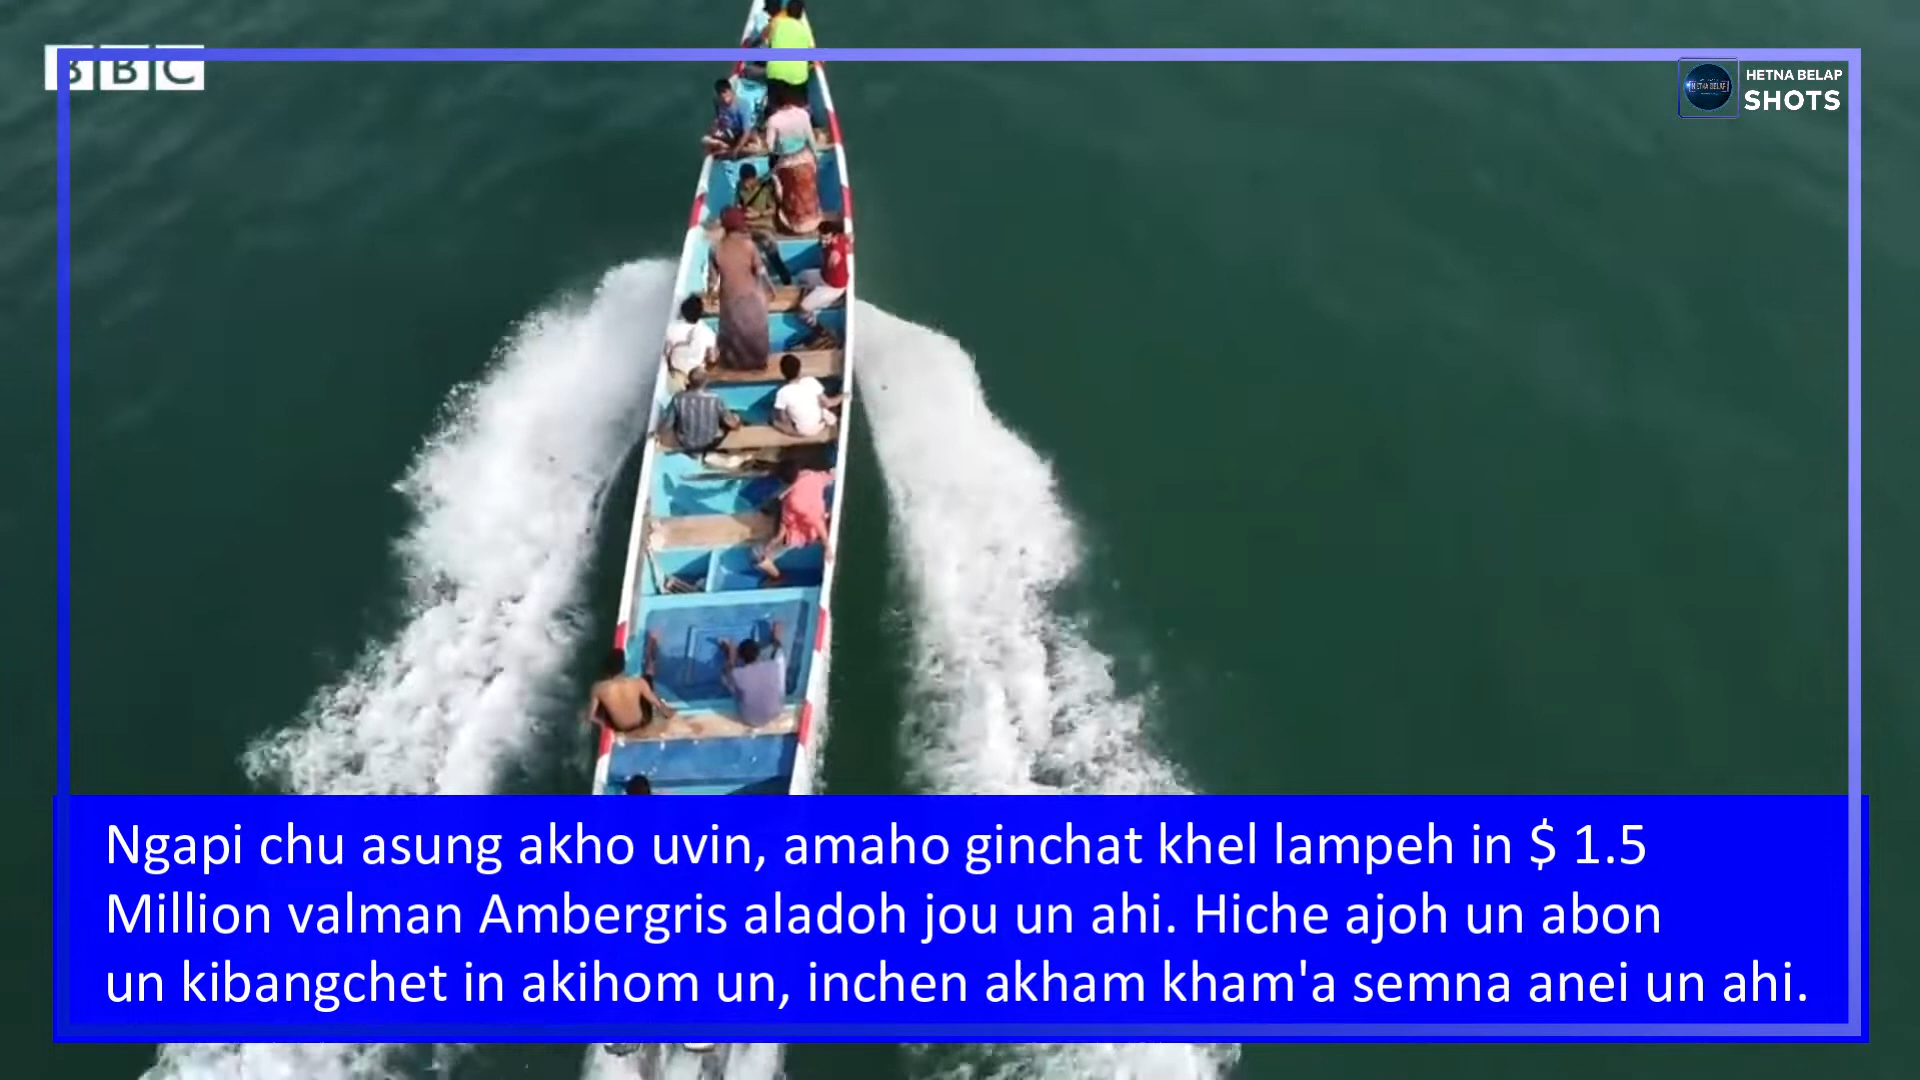 BBC
HETNA BELAP
SHOTS
Ngapi chu asung akho uvin, amaho ginchat khel lampeh in $ 1.5
Million valman Ambergris aladoh jou un ahi. Hiche ajoh un abon
un kibangchet in akihom un, inchen akham kham'a semna anei un ahi.